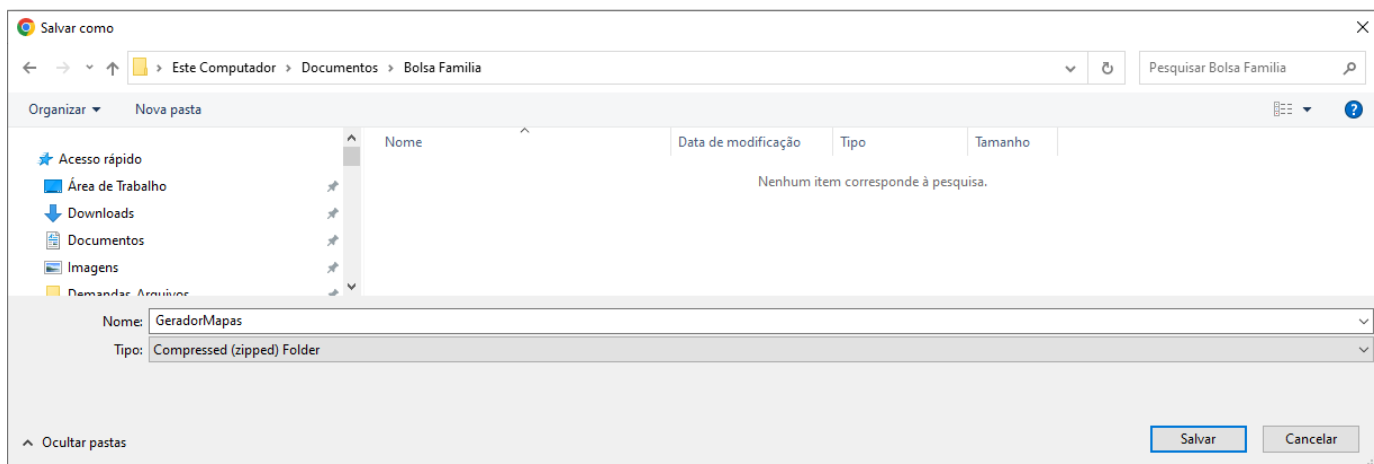 Salvar como
Este Computador > Documentos > Bolsa Familia
Pesquisar Bolsa Familia
Organizar
Nova pasta
Nome
Data de modificação
Tipo
Tamanho
Nenhum item corresponde à pesquisa.
Acesso rápido
Área de Trabalho
Downloads
Documentos
Imagens
Demandas_Arquivos
Nome: GeradorMapas
Tipo: Compressed (zipped) Folder
Ocultar pastas
Salvar
Cancelar